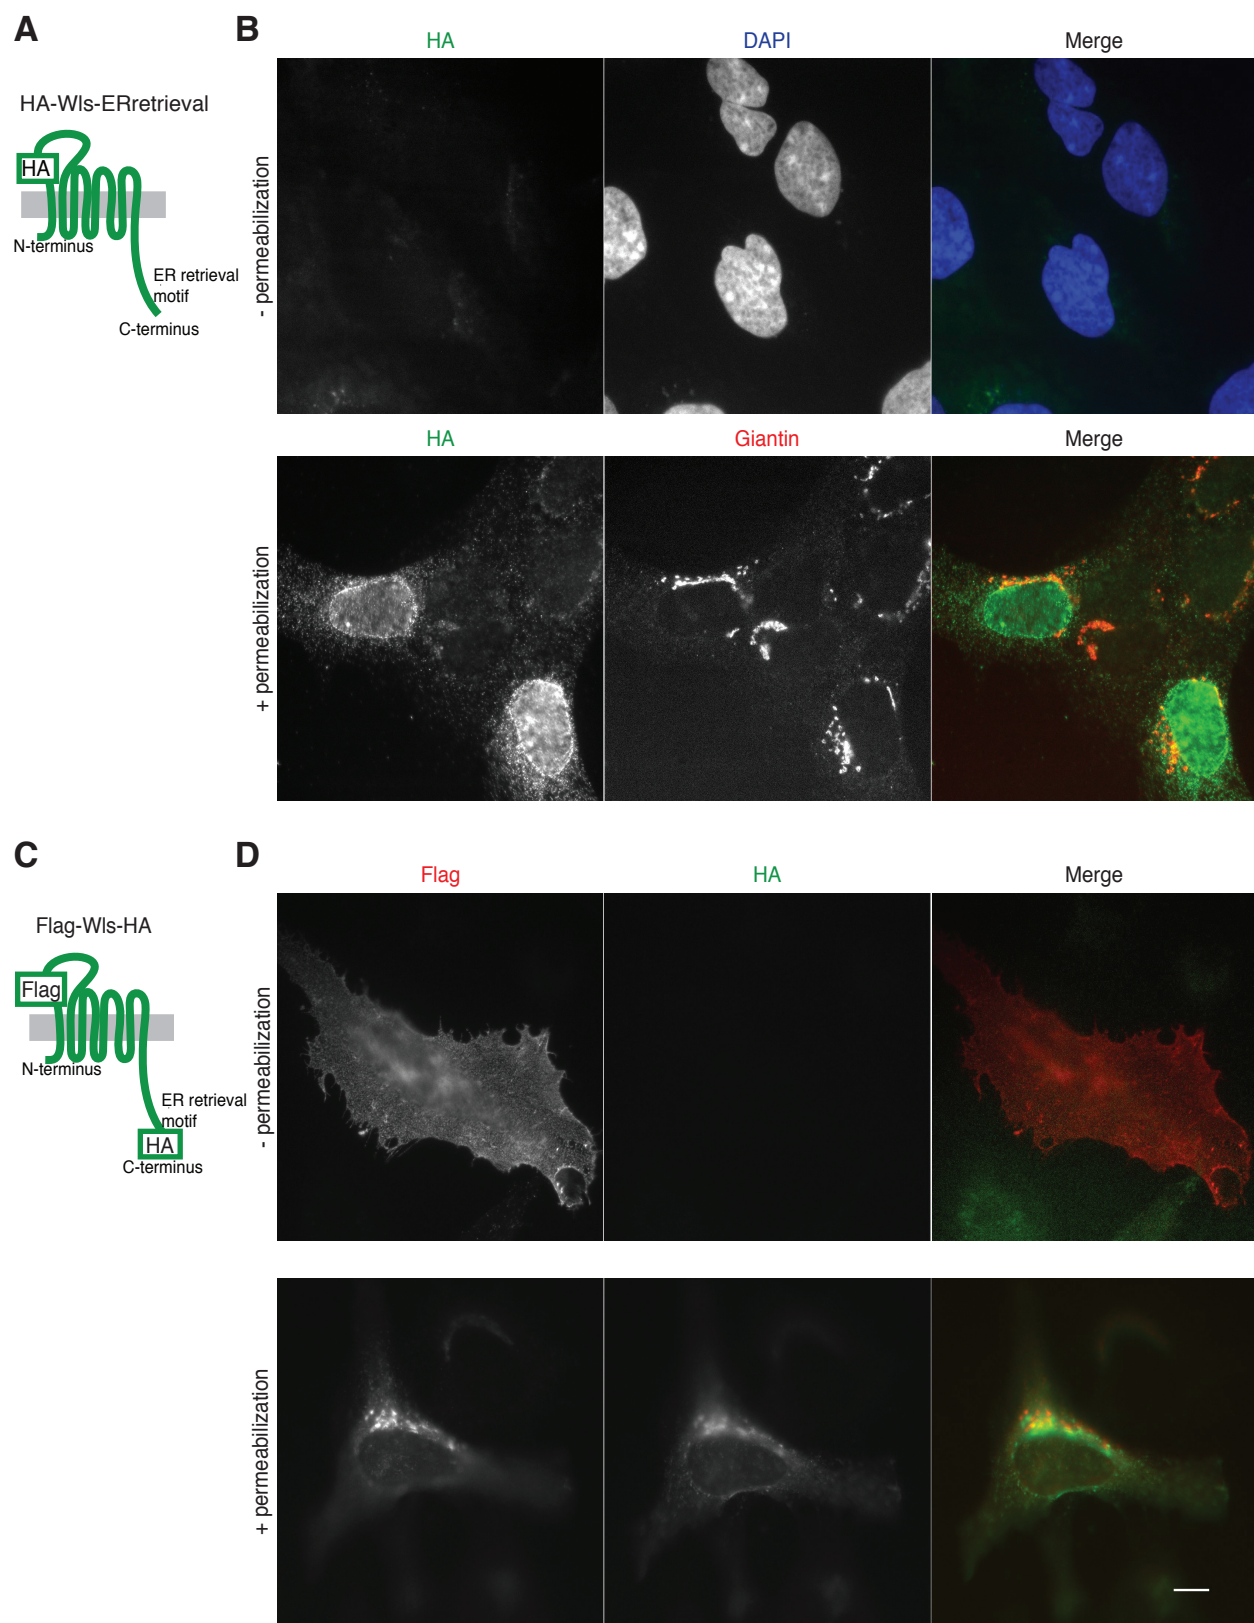 A
HA-Wls-ERretrieval
HA
N-terminus
ER retrieval
motif
C-terminus
B
HA
DAPI
Merge
- permeabilization
HA
Giantin
Merge
+ permeabilization
C
Flag-Wls-HA
Flag
N-terminus
ER retrieval
motif
HA
C-terminus
D
Flag
HA
Merge
- permeabilization
+ permeabilization